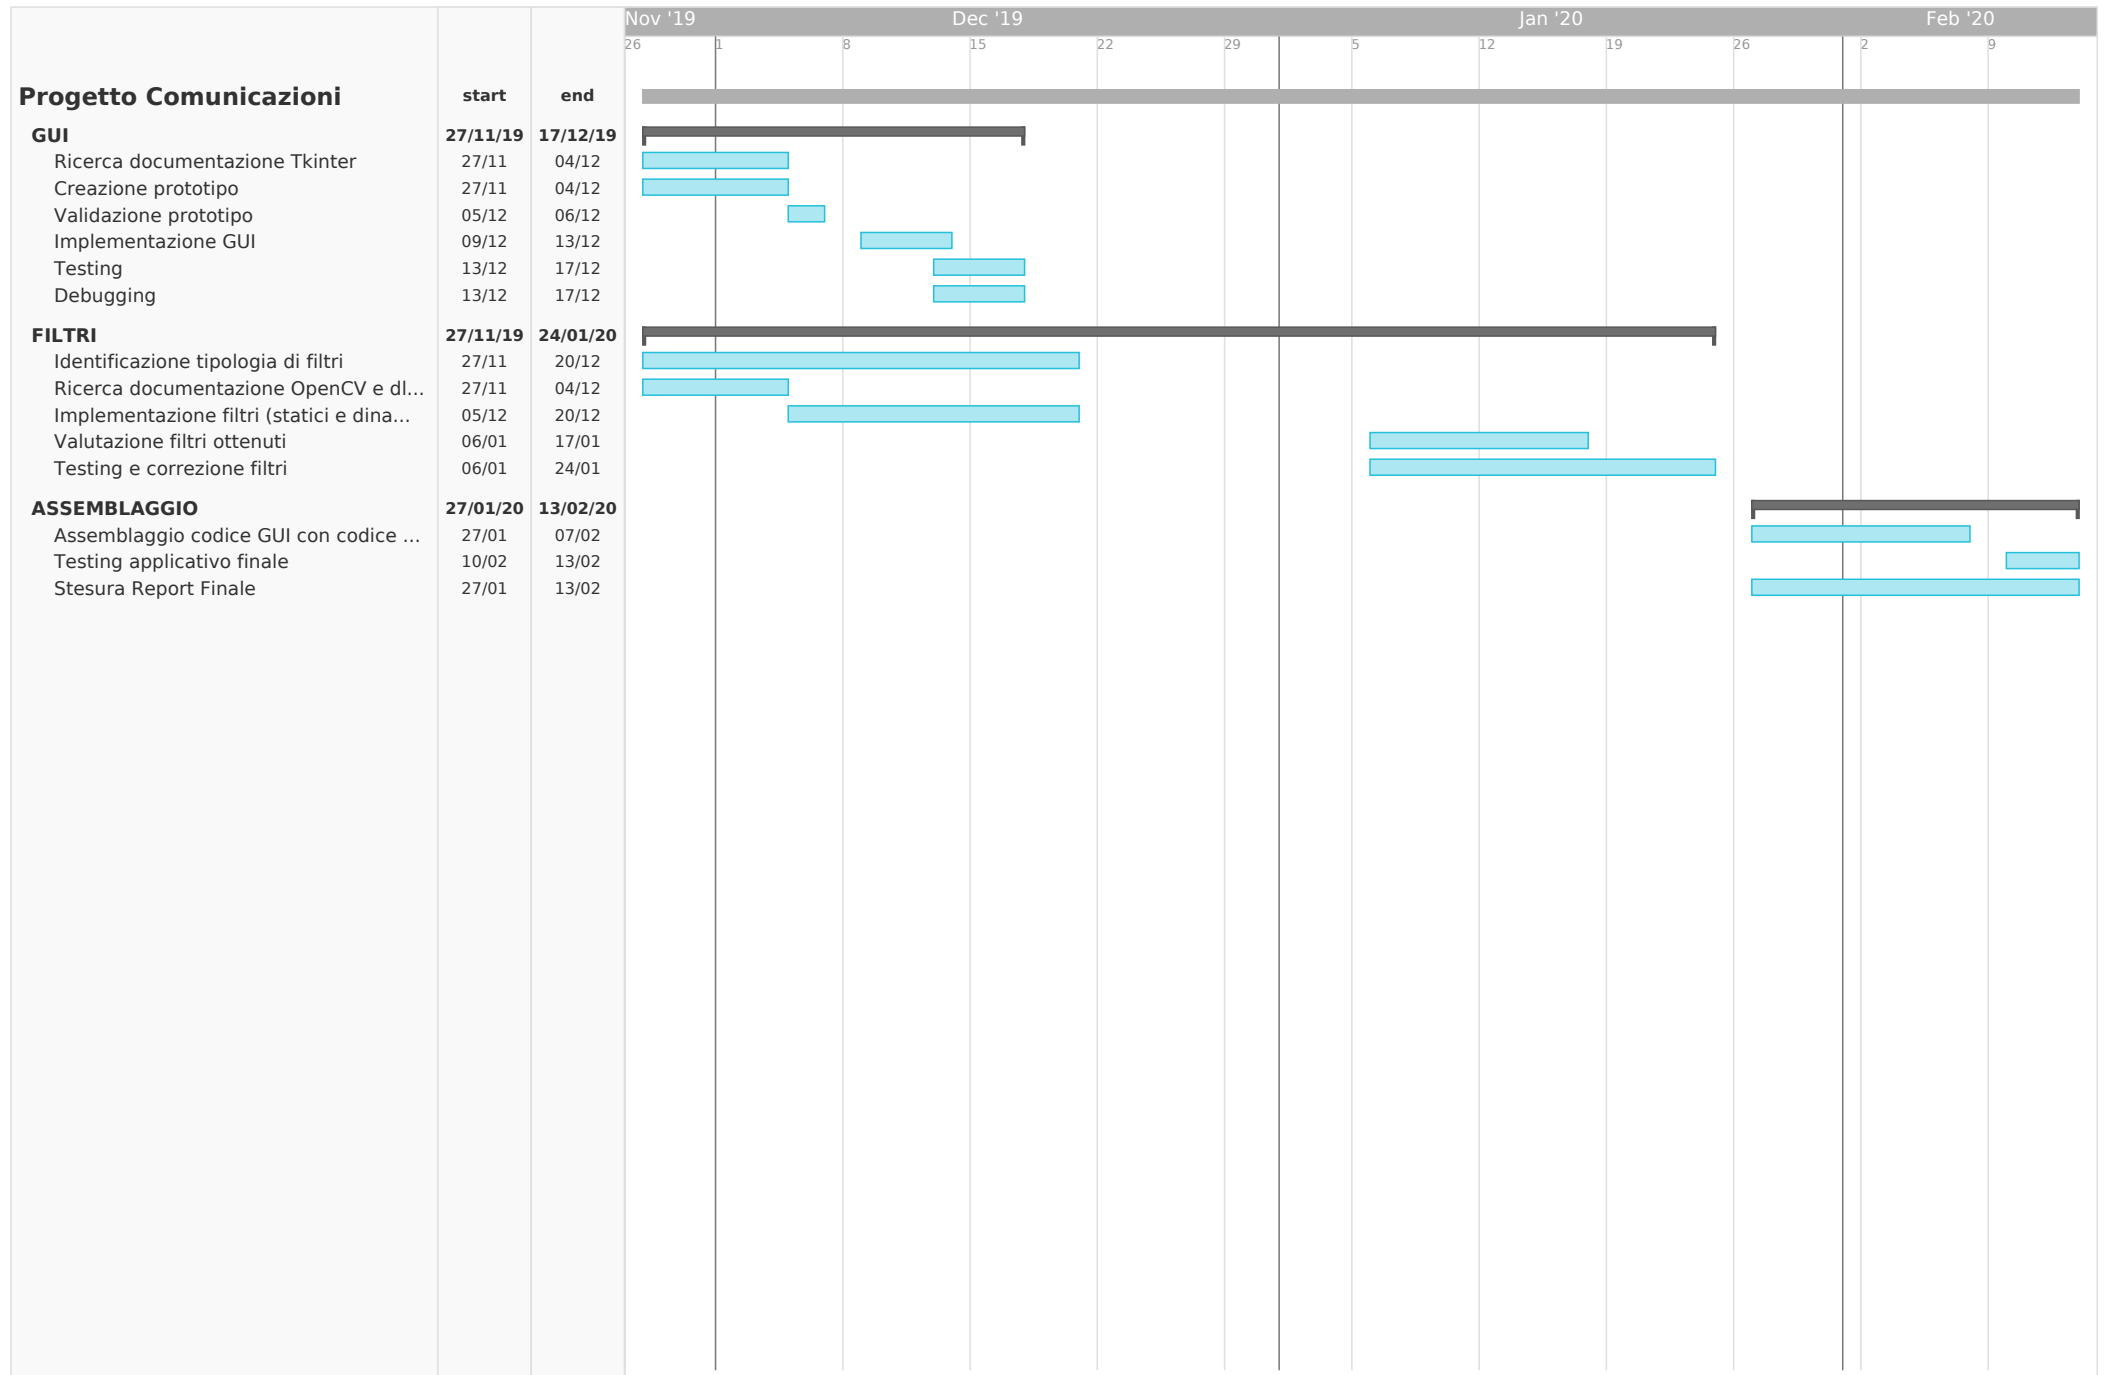 Nov '19 Dec '19 Jan '20 Feb '20
26 1 8 15 22 29 5 12 19 26 2 9
Progetto Comunicazioni start end
GUI 27/11/19 17/12/19
Ricerca documentazione Tkinter 27/11 04/12
Creazione prototipo 27/11 04/12
Validazione prototipo 05/12 06/12
Implementazione GUI 09/12 13/12
Testing 13/12 17/12
Debugging 13/12 17/12
FILTRI 27/11/19 24/01/20
Identificazione tipologia di filtri 27/11 20/12
Ricerca documentazione OpenCV e dl... 27/11 04/12
Implementazione filtri (statici e dina... 05/12 20/12
Valutazione filtri ottenuti 06/01 17/01
Testing e correzione filtri 06/01 24/01
ASSEMBLAGGIO 27/01/20 13/02/20
Assemblaggio codice GUI con codice ... 27/01 07/02
Testing applicativo finale 10/02 13/02
Stesura Report Finale 27/01 13/02